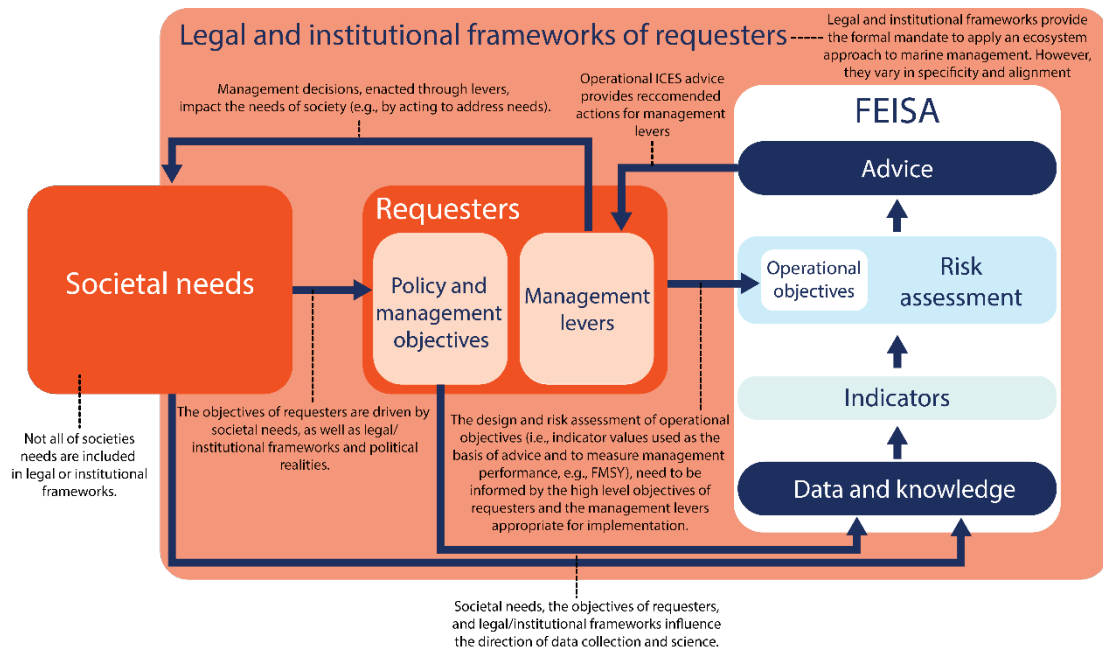 Legal and institutional frameworks of requesters
Legal and institutional frameworks provide
the formal mandate to apply an ecosystem
approach to marine management. However,
they vary in specificity and alignment
Management decisions, enacted through levers,
impact the needs of society (e.g., by acting to address needs).
Operational ICES advice
provides reccomended
actions for management
levers
FEISA
Advice
Requesters
Societal needs
Policy and
management
objectives
Management
levers
Operational
objectives
Risk
assessment
Indicators
Data and knowledge
Not all of societies
needs are included
in legal or institutional
frameworks.
The objectives of requesters are driven by
societal needs, as well as legal/
institutional frameworks and political
realities.
The design and risk assessment of operational
objectives (i.e., indicator values used as the
basis of advice and to measure management
performance, e.g., FMSY), need to be
informed by the high level objectives of
requesters and the management levers
appropriate for implementation.
Societal needs, the objectives of requesters,
and legal/institutional frameworks influence
the direction of data collection and science.